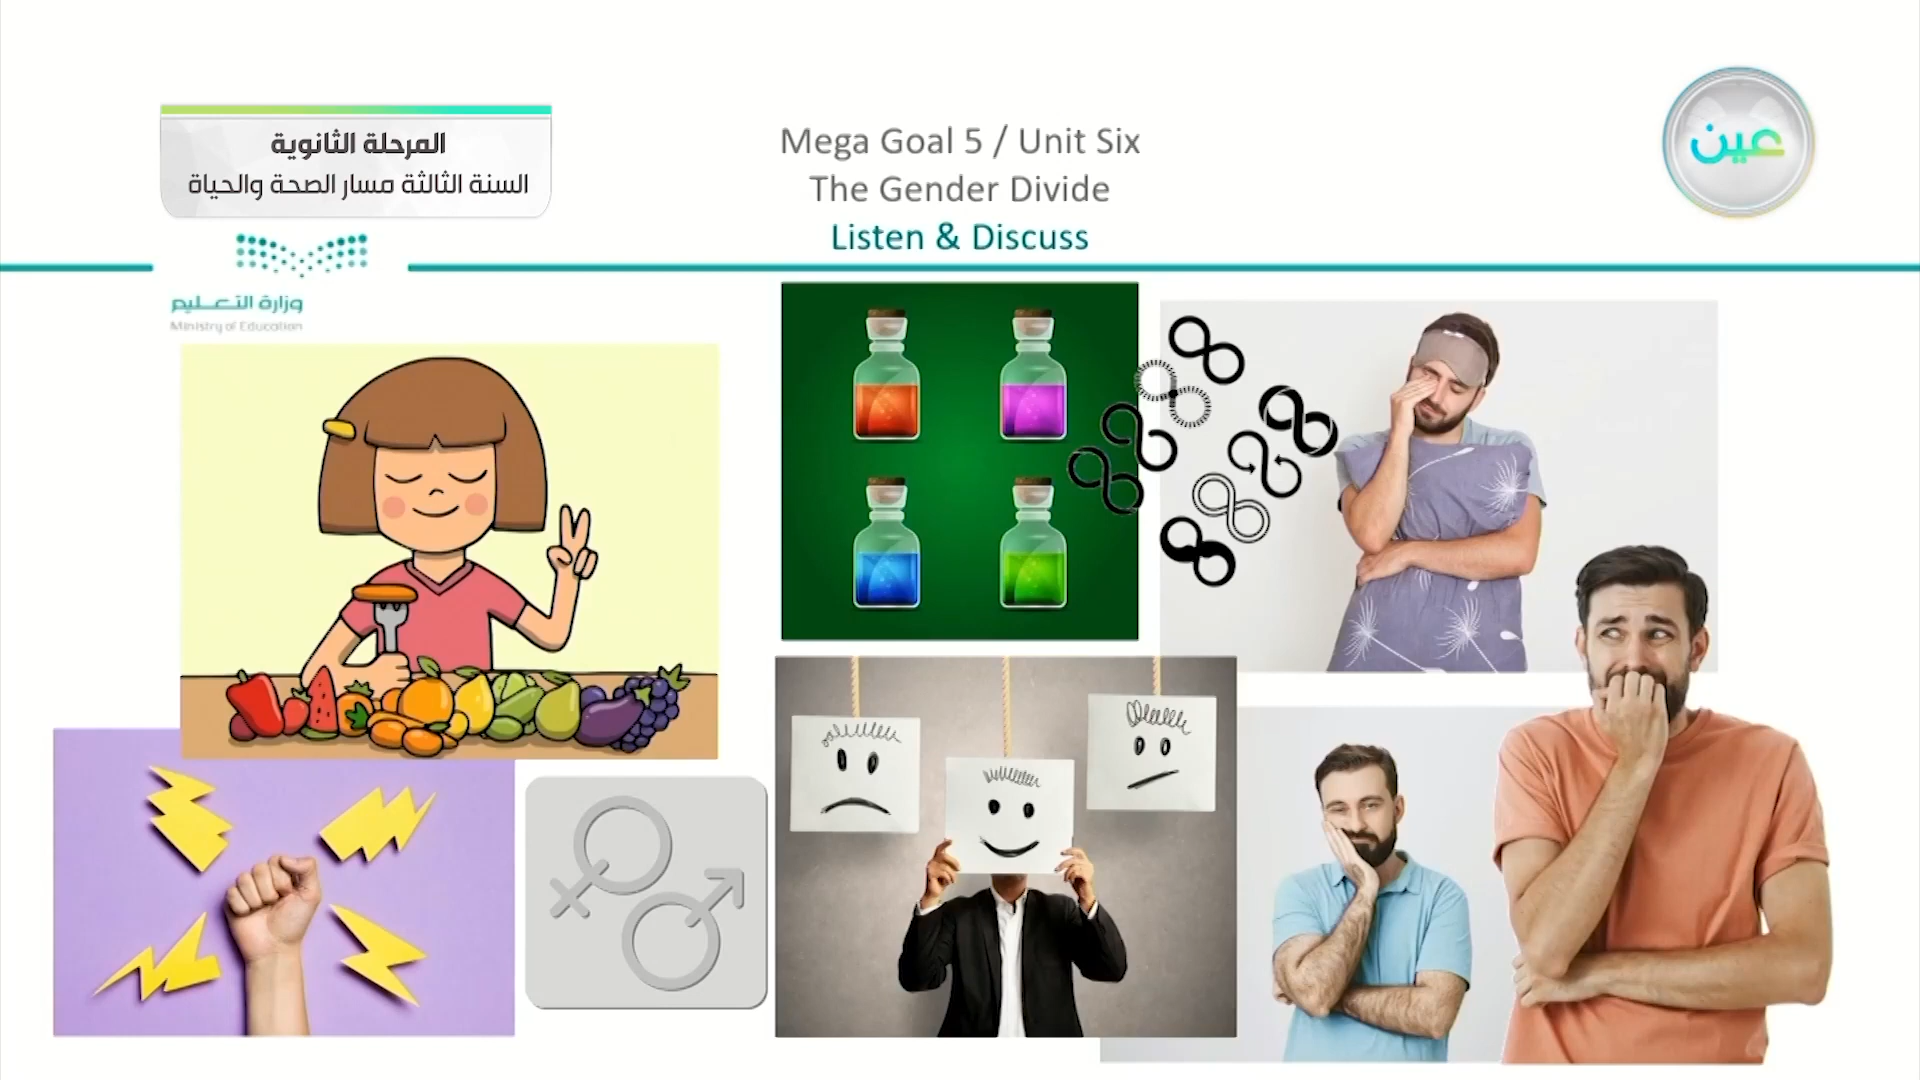 المرحلة الثانوية
السنة الثالثة مسار الصحة والحياة
Mega Goal 5 / Unit Six
The Gender Divide
Listen & Discuss
عين
وزارة التعليم
Ministry of Education